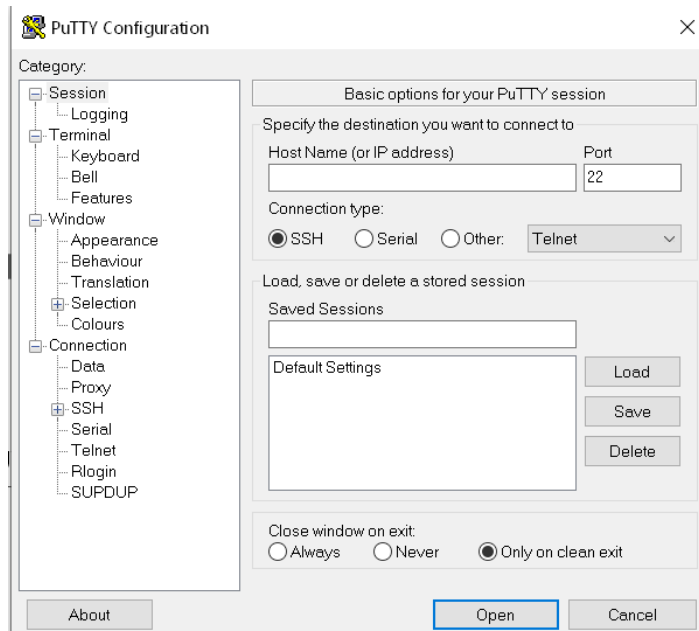 PuTTY Configuration
Category:
Session
Logging
Terminal
Keyboard
Bell
Features
Window
Appearance
Behaviour
Translation
Selection
Colours
Connection
Data
Proxy
SSH
Serial
Telnet
Rlogin
SUPDUP
Basic options for your PuTTY session
Specify the destination you want to connect to
Host Name (or IP address) Port
22
Connection type:
SSH Serial Other: Telnet
Load, save or delete a stored session
Saved Sessions
Default Settings
Load
Save
Delete
Close window on exit:
Always Never Only on clean exit
About Open Cancel